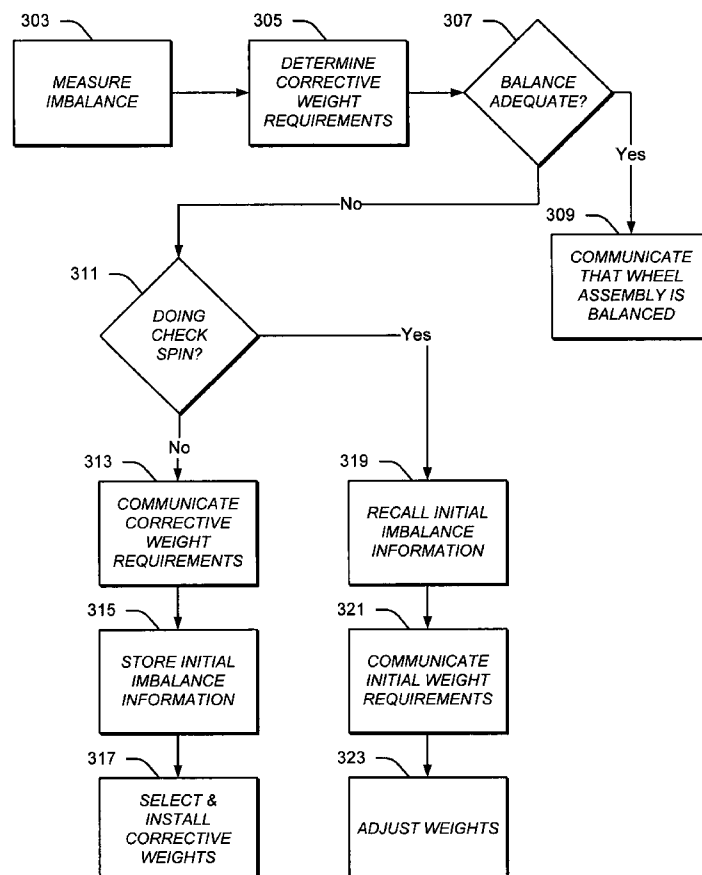 303
MEASURE
IMBALANCE
305
DETERMINE
CORRECTIVE
WEIGHT
REQUIREMENTS
307
BALANCE
ADEQUATE?
Yes
No
309
COMMUNICATE
THAT WHEEL
ASSEMBLY IS
BALANCED
311
DOING
CHECK
SPIN?
Yes
No
313
COMMUNICATE
CORRECTIVE
WEIGHT
REQUIREMENTS
319
RECALL INITIAL
IMBALANCE
INFORMATION
315
STORE INITIAL
IMBALANCE
INFORMATION
321
COMMUNICATE
INITIAL WEIGHT
REQUIREMENTS
317
SELECT &
INSTALL
CORRECTIVE
WEIGHTS
323
ADJUST WEIGHTS